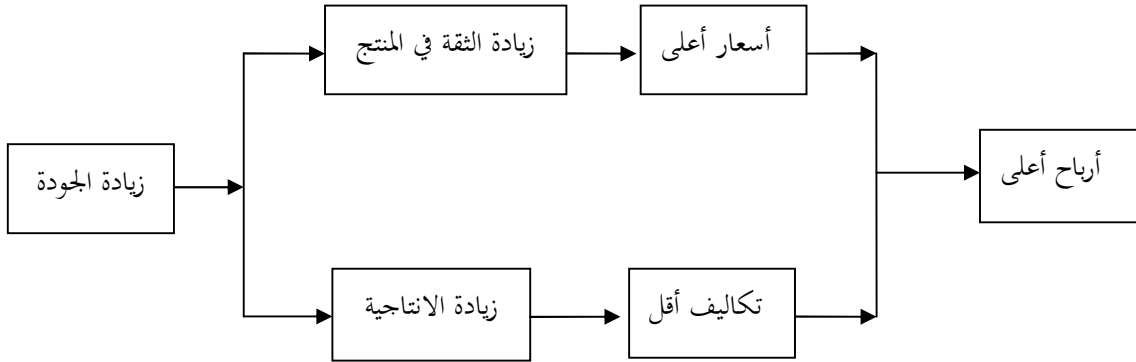 زيادة الجودة
زيادة الثقة في المنتج
أسعار أعلى
زيادة الانتاجية
تكاليف أقل
أرباح أعلى